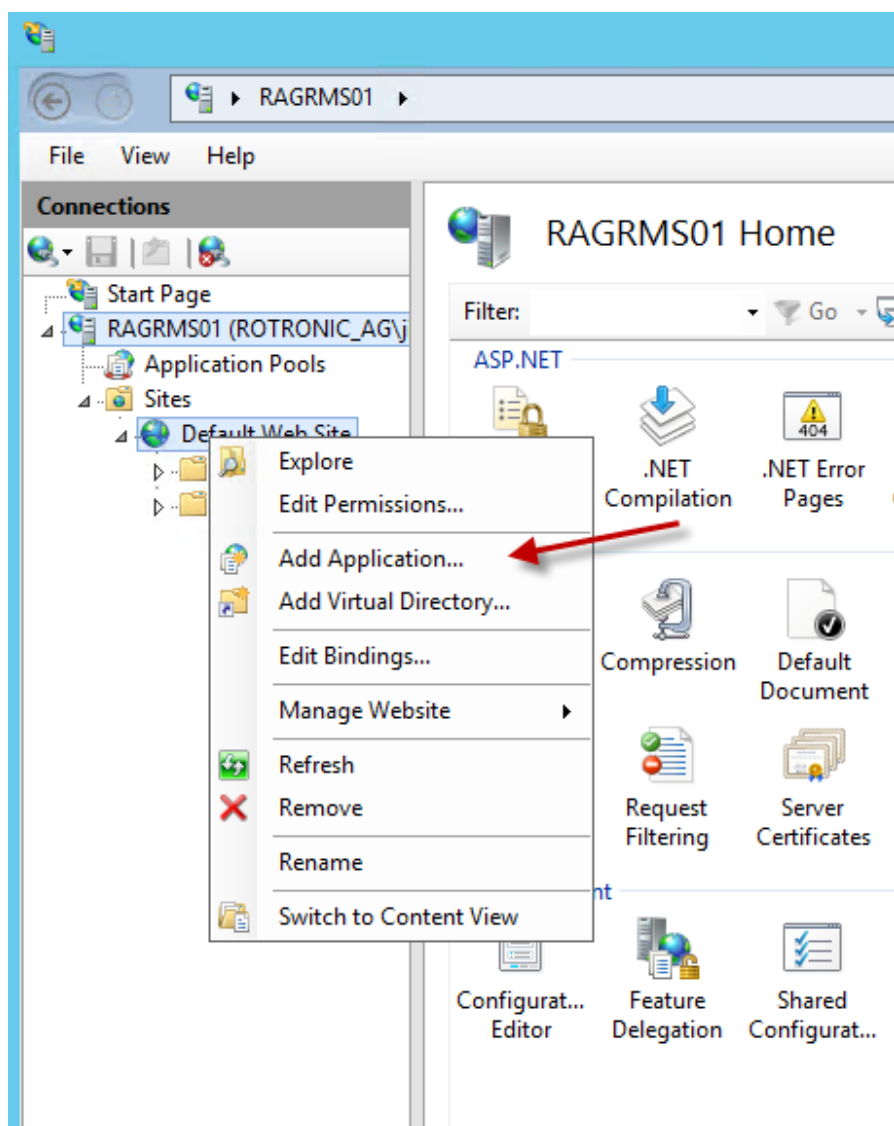 RAGRMS01
File View Help
Connections
Start Page
RAGRMS01 (ROTRONIC_AG\j
Application Pools
Sites
Default Web Site
Explore
Edit Permissions...
Add Application...
Add Virtual Directory...
Edit Bindings...
Manage Website
Refresh
Remove
Rename
Switch to Content View
RAGRMS01 Home
Filter: Go
ASP.NET
.NET
Compilation
.NET Error
Pages
404
Compression
Default
Document
Request
Filtering
Server
Certificates
nt
Configurat...
Editor
Feature
Delegation
Shared
Configurat...